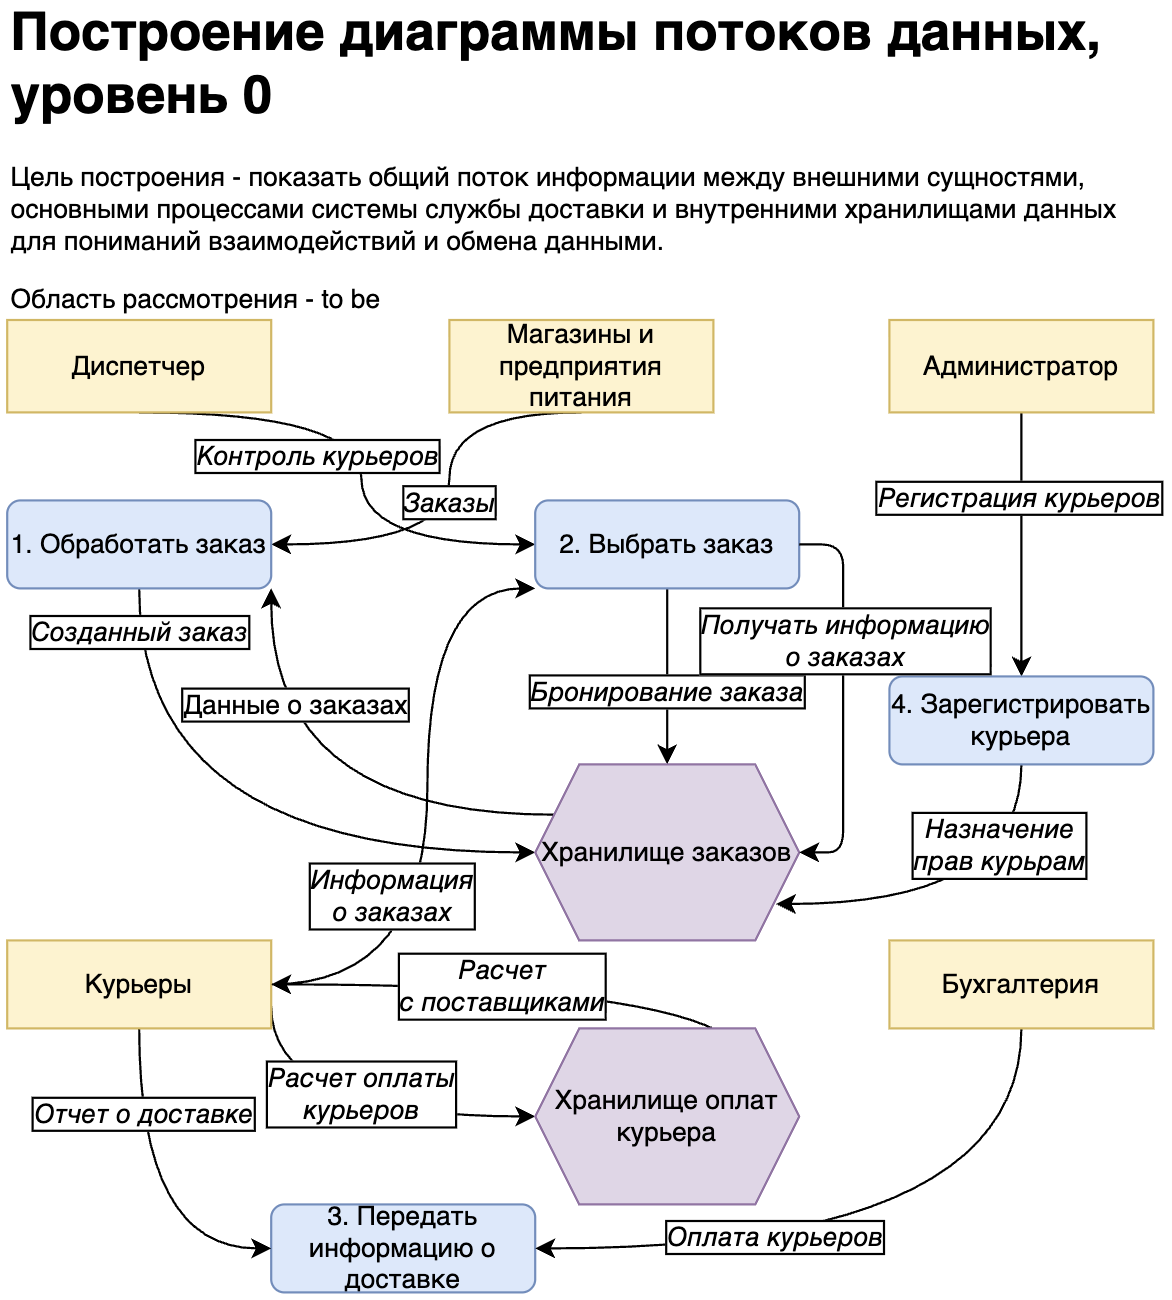 Построение диаграммы потоков данных,
уровень 0
Цель построения - показать общий поток информации между внешними сущностями,
основными процессами системы службы доставки и внутренними хранилищами данных
для пониманий взаимодействий и обмена данными.
Область рассмотрения - to be
Диспетчер
Магазины и
предприятия
питания
Администратор
Контроль курьеров
Заказы
Регистрация курьеров
1. Обработать заказ
2. Выбрать заказ
Созданный заказ
Получать информацию
о заказах
Данные о заказах
Бронирование заказа
4. Зарегистрировать
курьера
Хранилище заказов
Назначение
прав курьрам
Информация
о заказах
Курьеры
Расчет
с поставщиками
Бухгалтерия
Расчет оплаты
курьеров
Хранилище оплат
курьера
Отчет о доставке
3. Передать
информацию о
доставке
Оплата курьеров